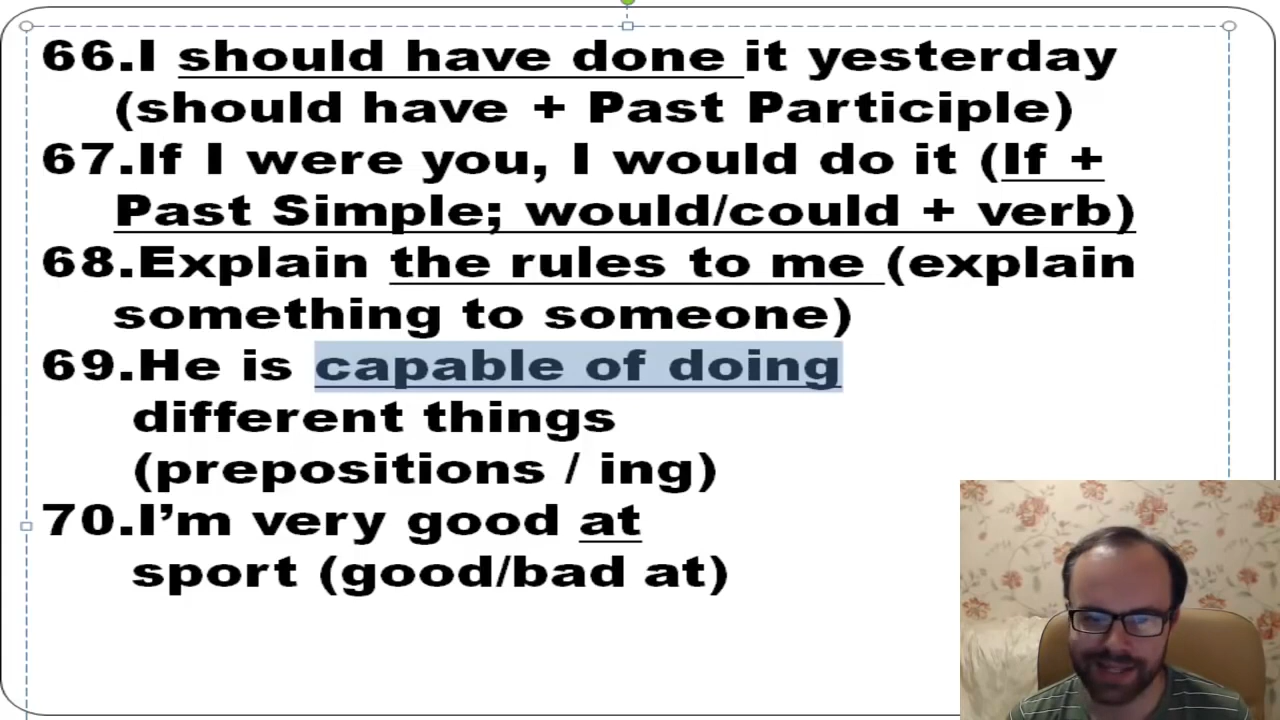 66.I should have done it yesterday
(should have + Past Participle)
67.If I were you, I would do it (If +
Past Simple; would/could + verb)
68.Explain the rules to me (explain
something to someone)
69.He is capable of doing
different things
(prepositions / ing)
70.I’m very good at
sport (good/bad at)